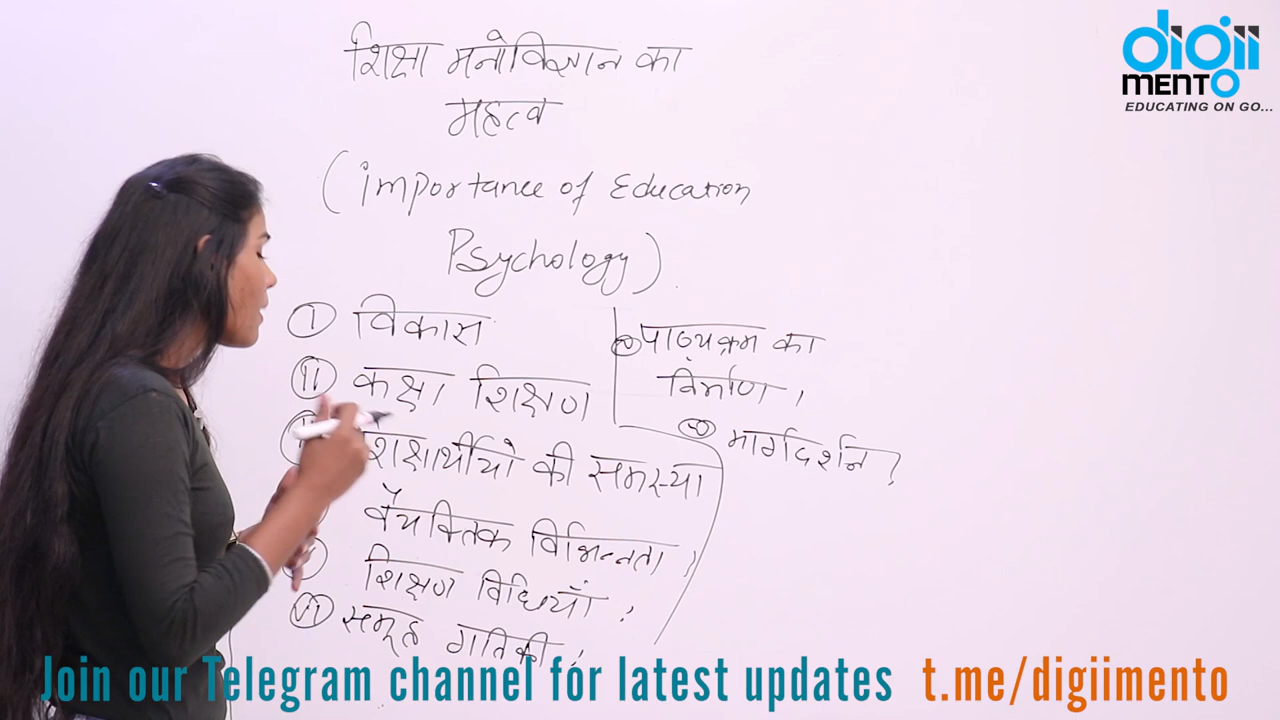 शिक्षा मनोविज्ञान का
महत्व
(importance of Education
Psychology).
I विकास
II कक्षा शिक्षण
शिक्षार्थीयो की समस्या
वैयक्तिक विभिन्नता।
शिक्षण विधियाँ।
VI समूह गतिकी।
पाठ्यक्रम का
निर्माण।
मार्गदर्शन।
digii
MENTO
EDUCATING ON GO...
Join our Telegram channel for latest updates t.me/digiimento